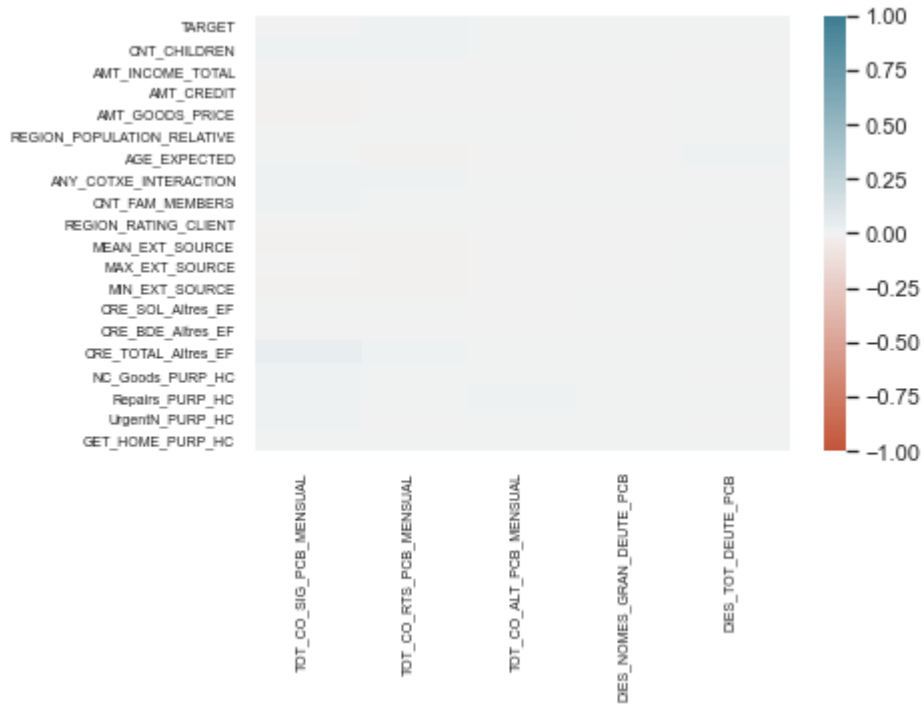 TARGET
CNT_CHILDREN
AMT_INCOME_TOTAL
AMT_CREDIT
AMT_GOODS_PRICE
REGION_POPULATION_RELATIVE
AGE_EXPECTED
ANY_COTXE_INTERACTION
CNT_FAM_MEMBERS
REGION_RATING_CLIENT
MEAN_EXT_SOURCE
MAX_EXT_SOURCE
MIN_EXT_SOURCE
CRE_SOL_Altres_EF
CRE_BDE_Altres_EF
CRE_TOTAL_Altres_EF
NC_Goods_PURP_HC
Repairs_PURP_HC
UrgentN_PURP_HC
GET_HOME_PURP_HC
TOT_CO_SIG_PCB_MENSUAL
TOT_CO_RTS_PCB_MENSUAL
TOT_CO_ALT_PCB_MENSUAL
DIES_NOMES_GRAN_DEUTE_PCB
DIES_TOT_DEUTE_PCB
1.00
0.75
0.50
0.25
0.00
−0.25
−0.50
−0.75
−1.00